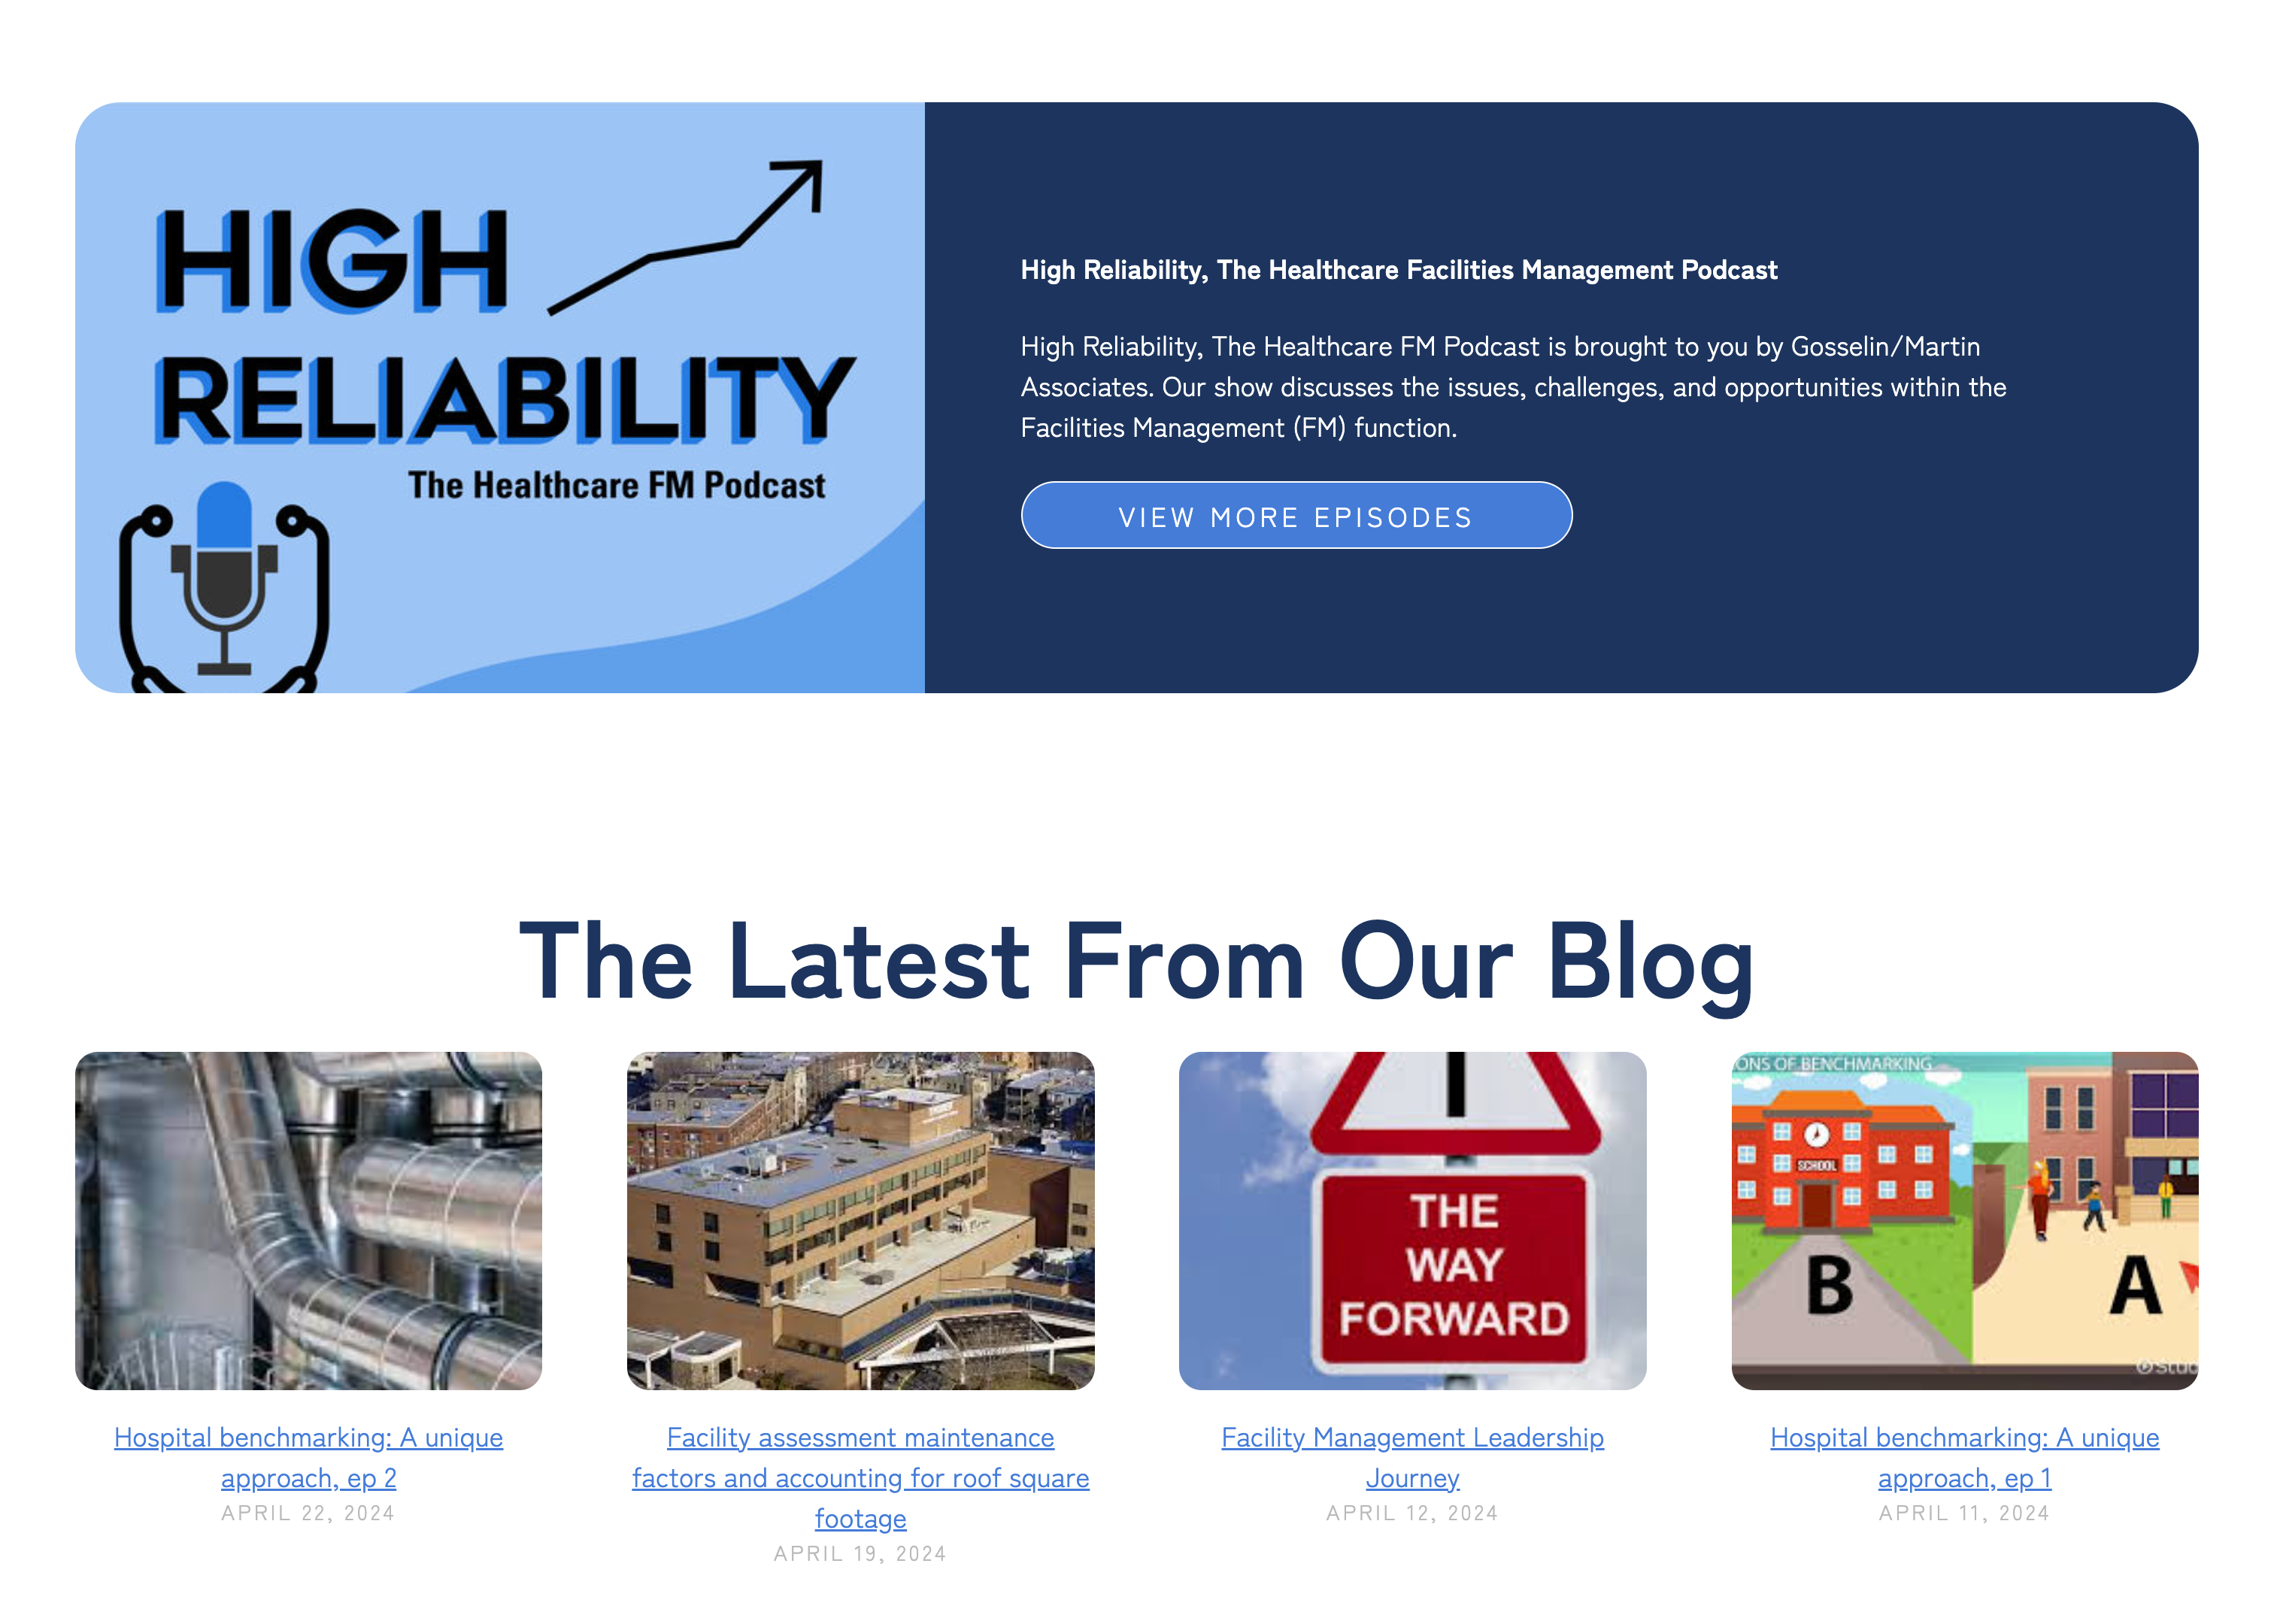 HIGH
RELIABILITY
The Healthcare FM Podcast
High Reliability, The Healthcare Facilities Management Podcast
High Reliability, The Healthcare FM Podcast is brought to you by Gosselin/Martin
Associates. Our show discusses the issues, challenges, and opportunities within the
Facilities Management (FM) function.
VIEW MORE EPISODES
The Latest From Our Blog
THE
WAY
FORWARD
ONS OF BENCHMARKING
SCHOOL
B
A
Stud
Hospital benchmarking: A unique
approach, ep 2
APRIL 22, 2024
Facility assessment maintenance
factors and accounting for roof square
footage
APRIL 19, 2024
Facility Management Leadership
Journey
APRIL 12, 2024
Hospital benchmarking: A unique
approach, ep 1
APRIL 11, 2024